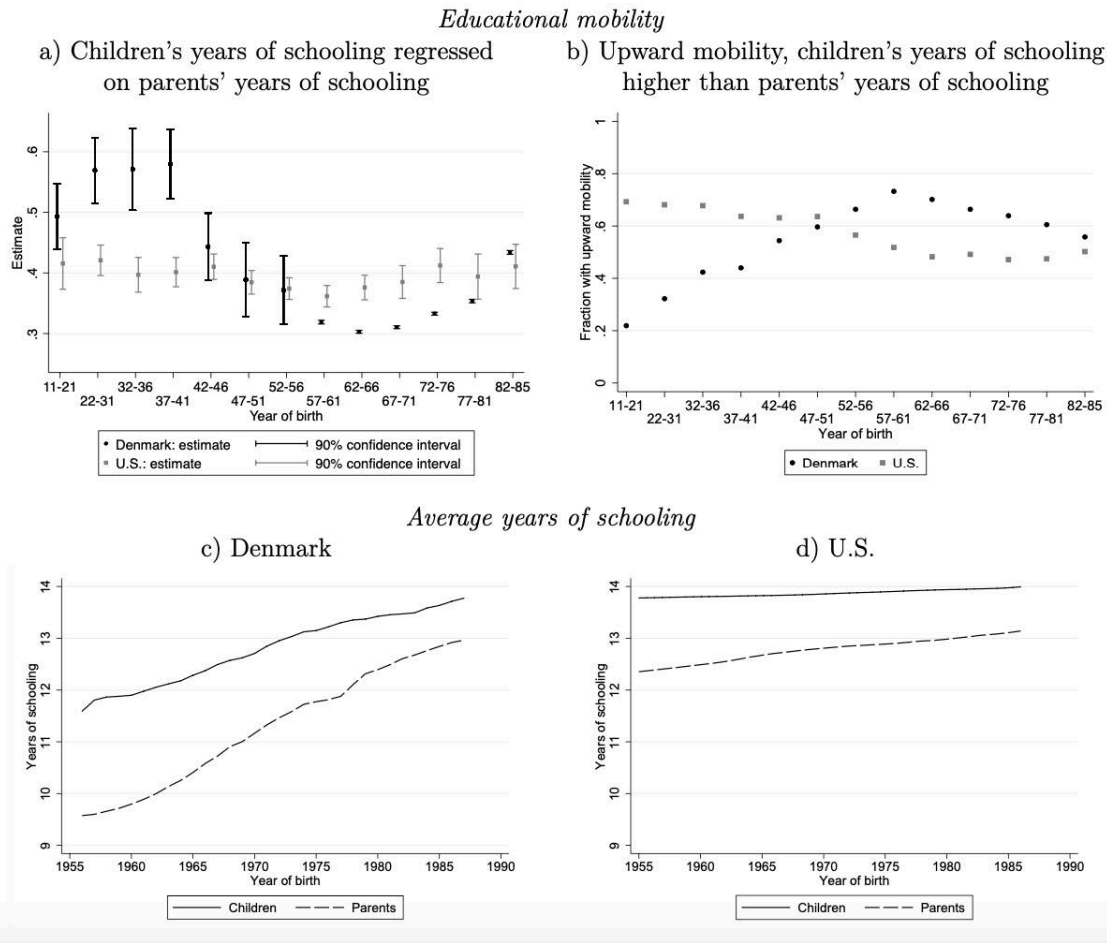 Educational mobility
a) Children's years of schooling regressed
on parents' years of schooling
Estimate
.6
.5
.4
.3
11-21 32-36 42-46 52-56 62-66 72-76 82-85
22-31 37-41 47-51 57-61 67-71 77-81
Year of birth
Denmark: estimate 90% confidence interval
U.S.: estimate 90% confidence interval
b) Upward mobility, children's years of schooling
higher than parents' years of schooling
Fraction with upward mobility
1
.8
.6
.4
.2
0
11-21 32-36 42-46 52-56 62-66 72-76 82-85
22-31 37-41 47-51 57-61 67-71 77-81
Year of birth
Denmark U.S.
Average years of schooling
c) Denmark
Years of schooling
14
13
12
11
10
9
1955 1960 1965 1970 1975 1980 1985 1990
Year of birth
Children Parents
d) U.S.
Years of schooling
14
13
12
11
10
9
1955 1960 1965 1970 1975 1980 1985 1990
Year of birth
Children Parents